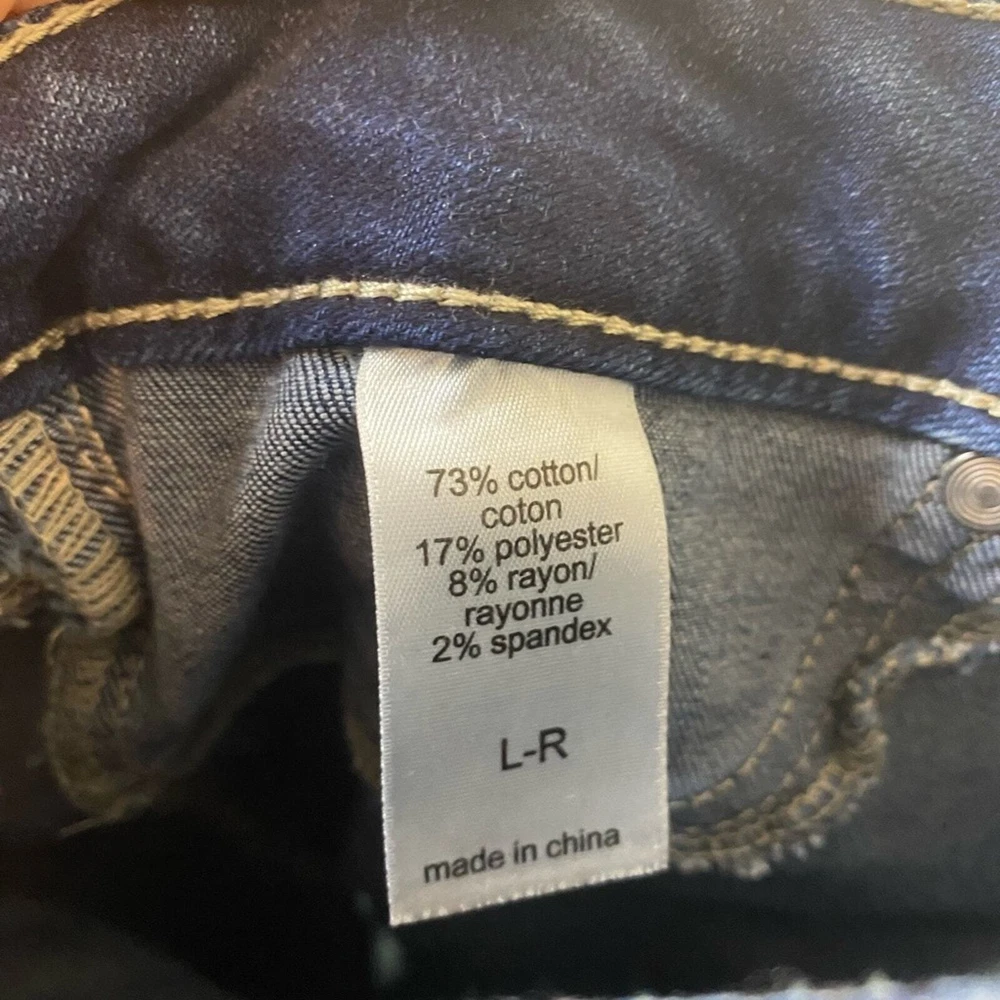 73% cotton/
coton
17% polyester
8% rayon/
rayonne
2% spandex
L-R
made in china